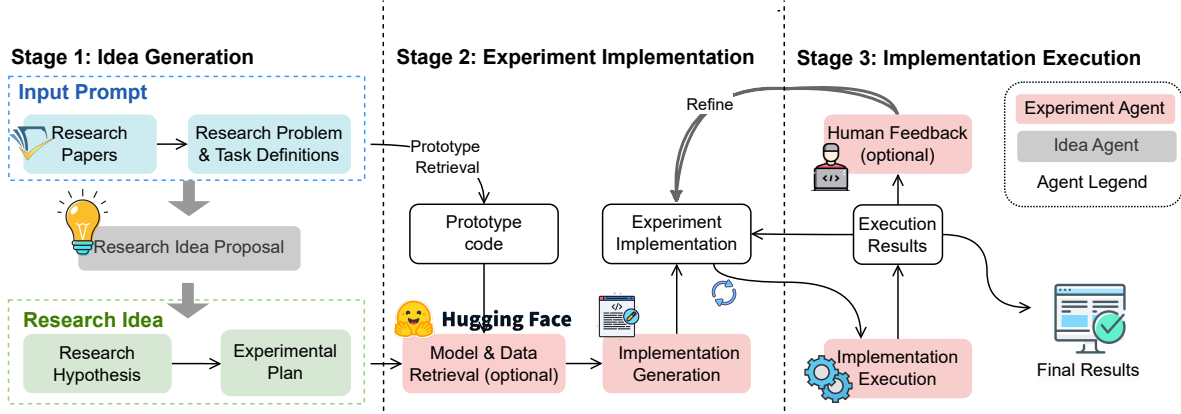 Stage 1: Idea Generation
Input Prompt
Research
Papers
Research Problem
& Task Definitions
Research Idea Proposal
Research Idea
Research
Hypothesis
Experimental
Plan
Stage 2: Experiment Implementation
Prototype
Retrieval
Refine
Prototype
code
Experiment
Implementation
Hugging Face
Model & Data
Retrieval (optional)
Implementation
Generation
Stage 3: Implementation Execution
Human Feedback
(optional)
Execution
Results
Implementation
Execution
Experiment Agent
Idea Agent
Agent Legend
Final Results